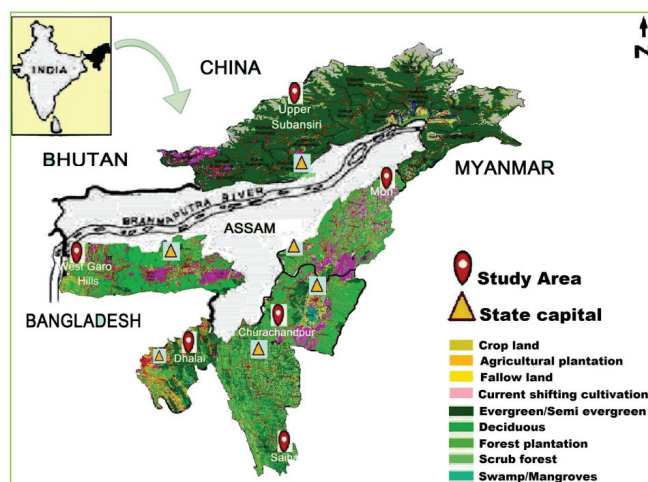 INDIA
CHINA
N
Upper
Subansiri
BHUTAN
MYANMAR
Mon
BRAHMAPUTRA RIVER
ASSAM
West Garo
Hills
BANGLADESH
Churachandpur
Dhalai
Saiha
Study Area
State capital
Crop land
Agricultural plantation
Fallow land
Current shifting cultivation
Evergreen/Semi evergreen
Deciduous
Forest plantation
Scrub forest
Swamp/Mangroves